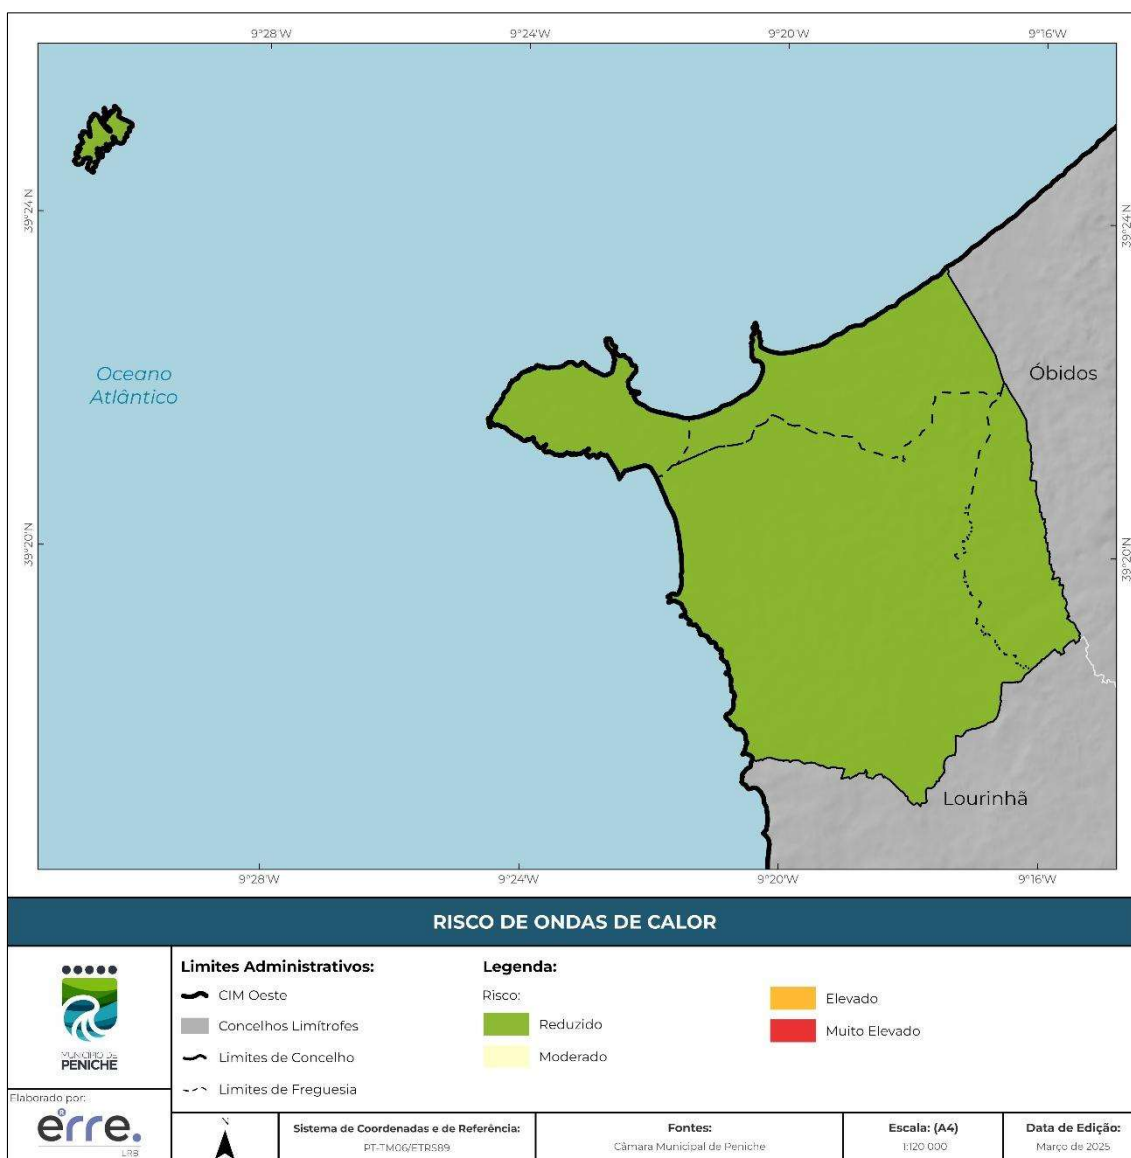 9°28'W
9°24'W
9°20'W
9°16'W
39°24'N
39°24'N
Oceano
Atlântico
Óbidos
39°20'N
39°20'N
Lourinhã
9°28'W
9°24'W
9°20'W
9°16'W
RISCO DE ONDAS DE CALOR
MUNICÍPIO DE
PENICHE
Limites Administrativos:
CIM Oeste
Concelhos Limítrofes
Limites de Concelho
Limites de Freguesia
Legenda:
Risco:
Reduzido
Moderado
Elevado
Muito Elevado
Elaborado por:
erre.
R
LRB
N
Sistema de Coordenadas e de Referência:
PT-TM06/ETRS89
Fontes:
Câmara Municipal de Peniche
Escala: (A4)
1:120 000
Data de Edição:
Março de 2025